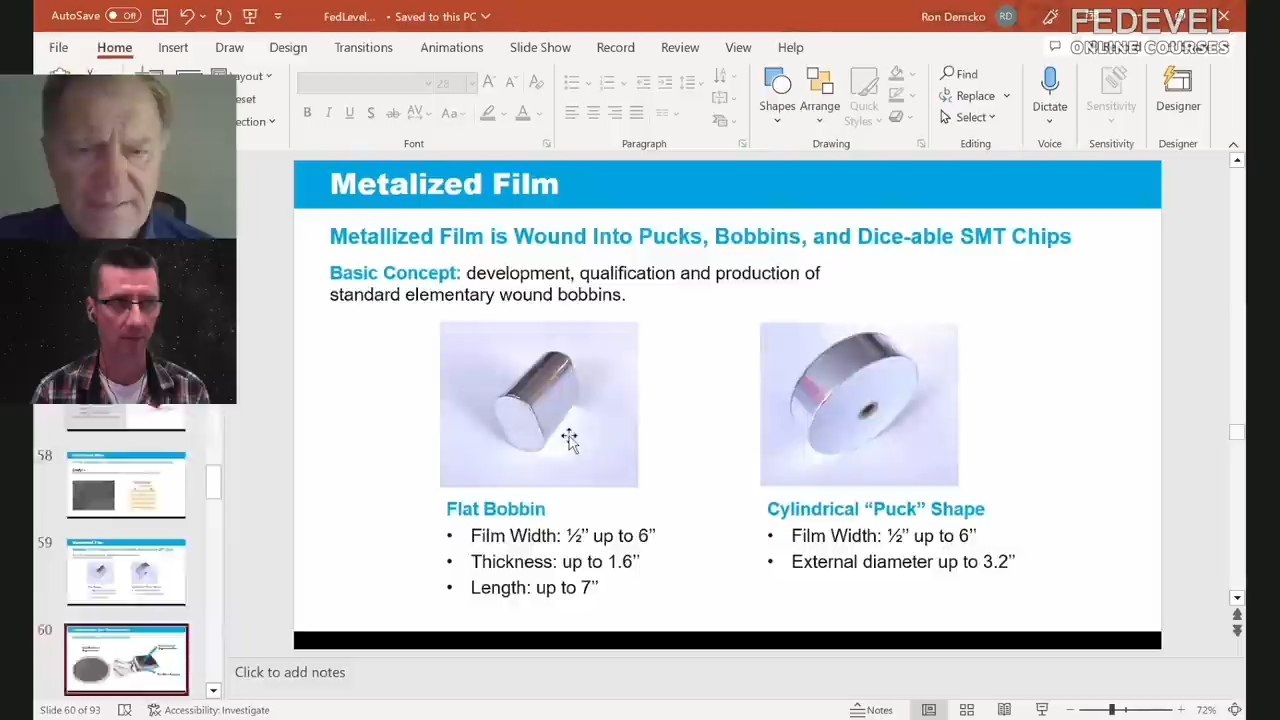 AutoSave
Off
FedLevel... • Saved to this PC
Ron Demcko
RD
FEDEVEL
ONLINE COURSES
File
Home
Insert
Draw
Design
Transitions
Animations
Slide Show
Record
Review
View
Help
ayout
eset
ection
28
Aa
Find
Replace
Select
Shapes
Arrange
Quick
Styles
Dictate
Sensitivity
Designer
Font
Paragraph
Drawing
Editing
Voice
Sensitivity
Designer
Metalized Film
Metallized Film is Wound Into Pucks, Bobbins, and Dice-able SMT Chips
Basic Concept: development, qualification and production of
standard elementary wound bobbins.
Flat Bobbin
• Film Width: ½” up to 6”
• Thickness: up to 1.6”
• Length: up to 7”
Cylindrical “Puck” Shape
• Film Width: ½” up to 6”
• External diameter up to 3.2”
58
59
60
Click to add notes
Slide 60 of 93
Accessibility: Investigate
Notes
72%